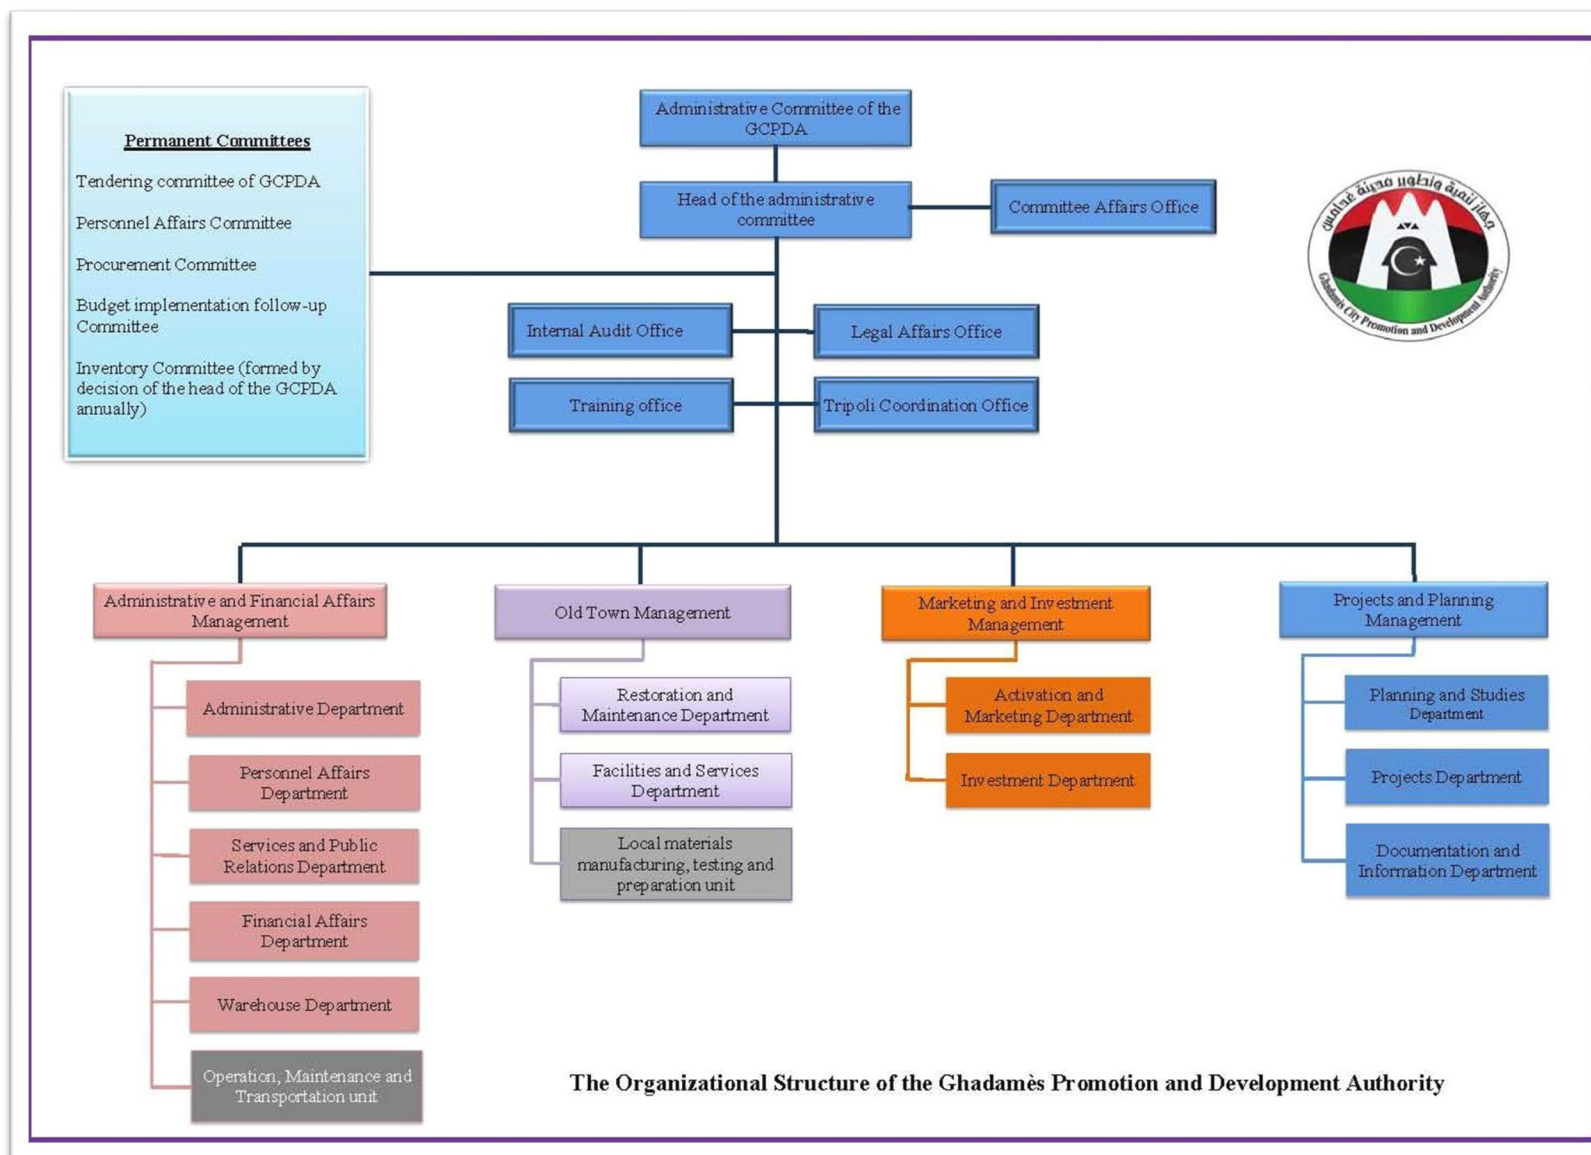 Administrative Committee of the
GCPDA
Permanent Committees
Tendering committee of GCPDA
Personnel Affairs Committee
Procurement Committee
Budget implementation follow-up
Committee
Inventory Committee (formed by
decision of the head of the GCPDA
annually)
Head of the administrative
committee
Committee Affairs Office
جهاز تنمية وتطوير مدينة غدامس
Ghadamis City Promotion and Development Authority
Internal Audit Office
Legal Affairs Office
Training office
Tripoli Coordination Office
Administrative and Financial Affairs
Management
Administrative Department
Personnel Affairs
Department
Services and Public
Relations Department
Financial Affairs
Department
Warehouse Department
Operation, Maintenance and
Transportation unit
Old Town Management
Restoration and
Maintenance Department
Facilities and Services
Department
Local materials
manufacturing, testing and
preparation unit
Marketing and Investment
Management
Activation and
Marketing Department
Investment Department
Projects and Planning
Management
Planning and Studies
Department
Projects Department
Documentation and
Information Department
The Organizational Structure of the Ghadamès Promotion and Development Authority